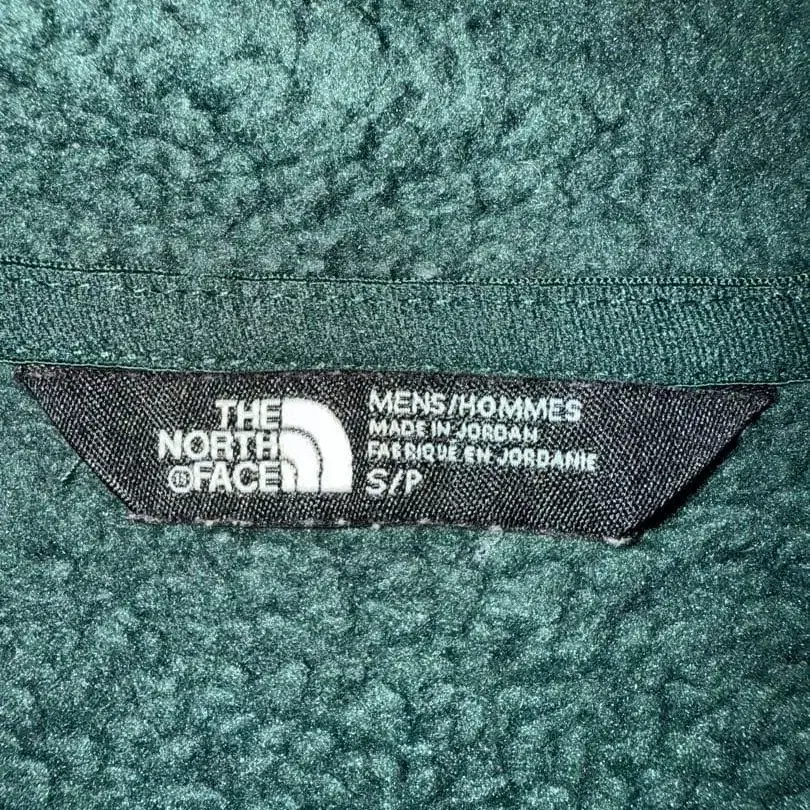 THE
NORTH
FACE
MENS/HOMMES
MADE IN JORDAN
FABRIQUE EN JORDANIE
S/P